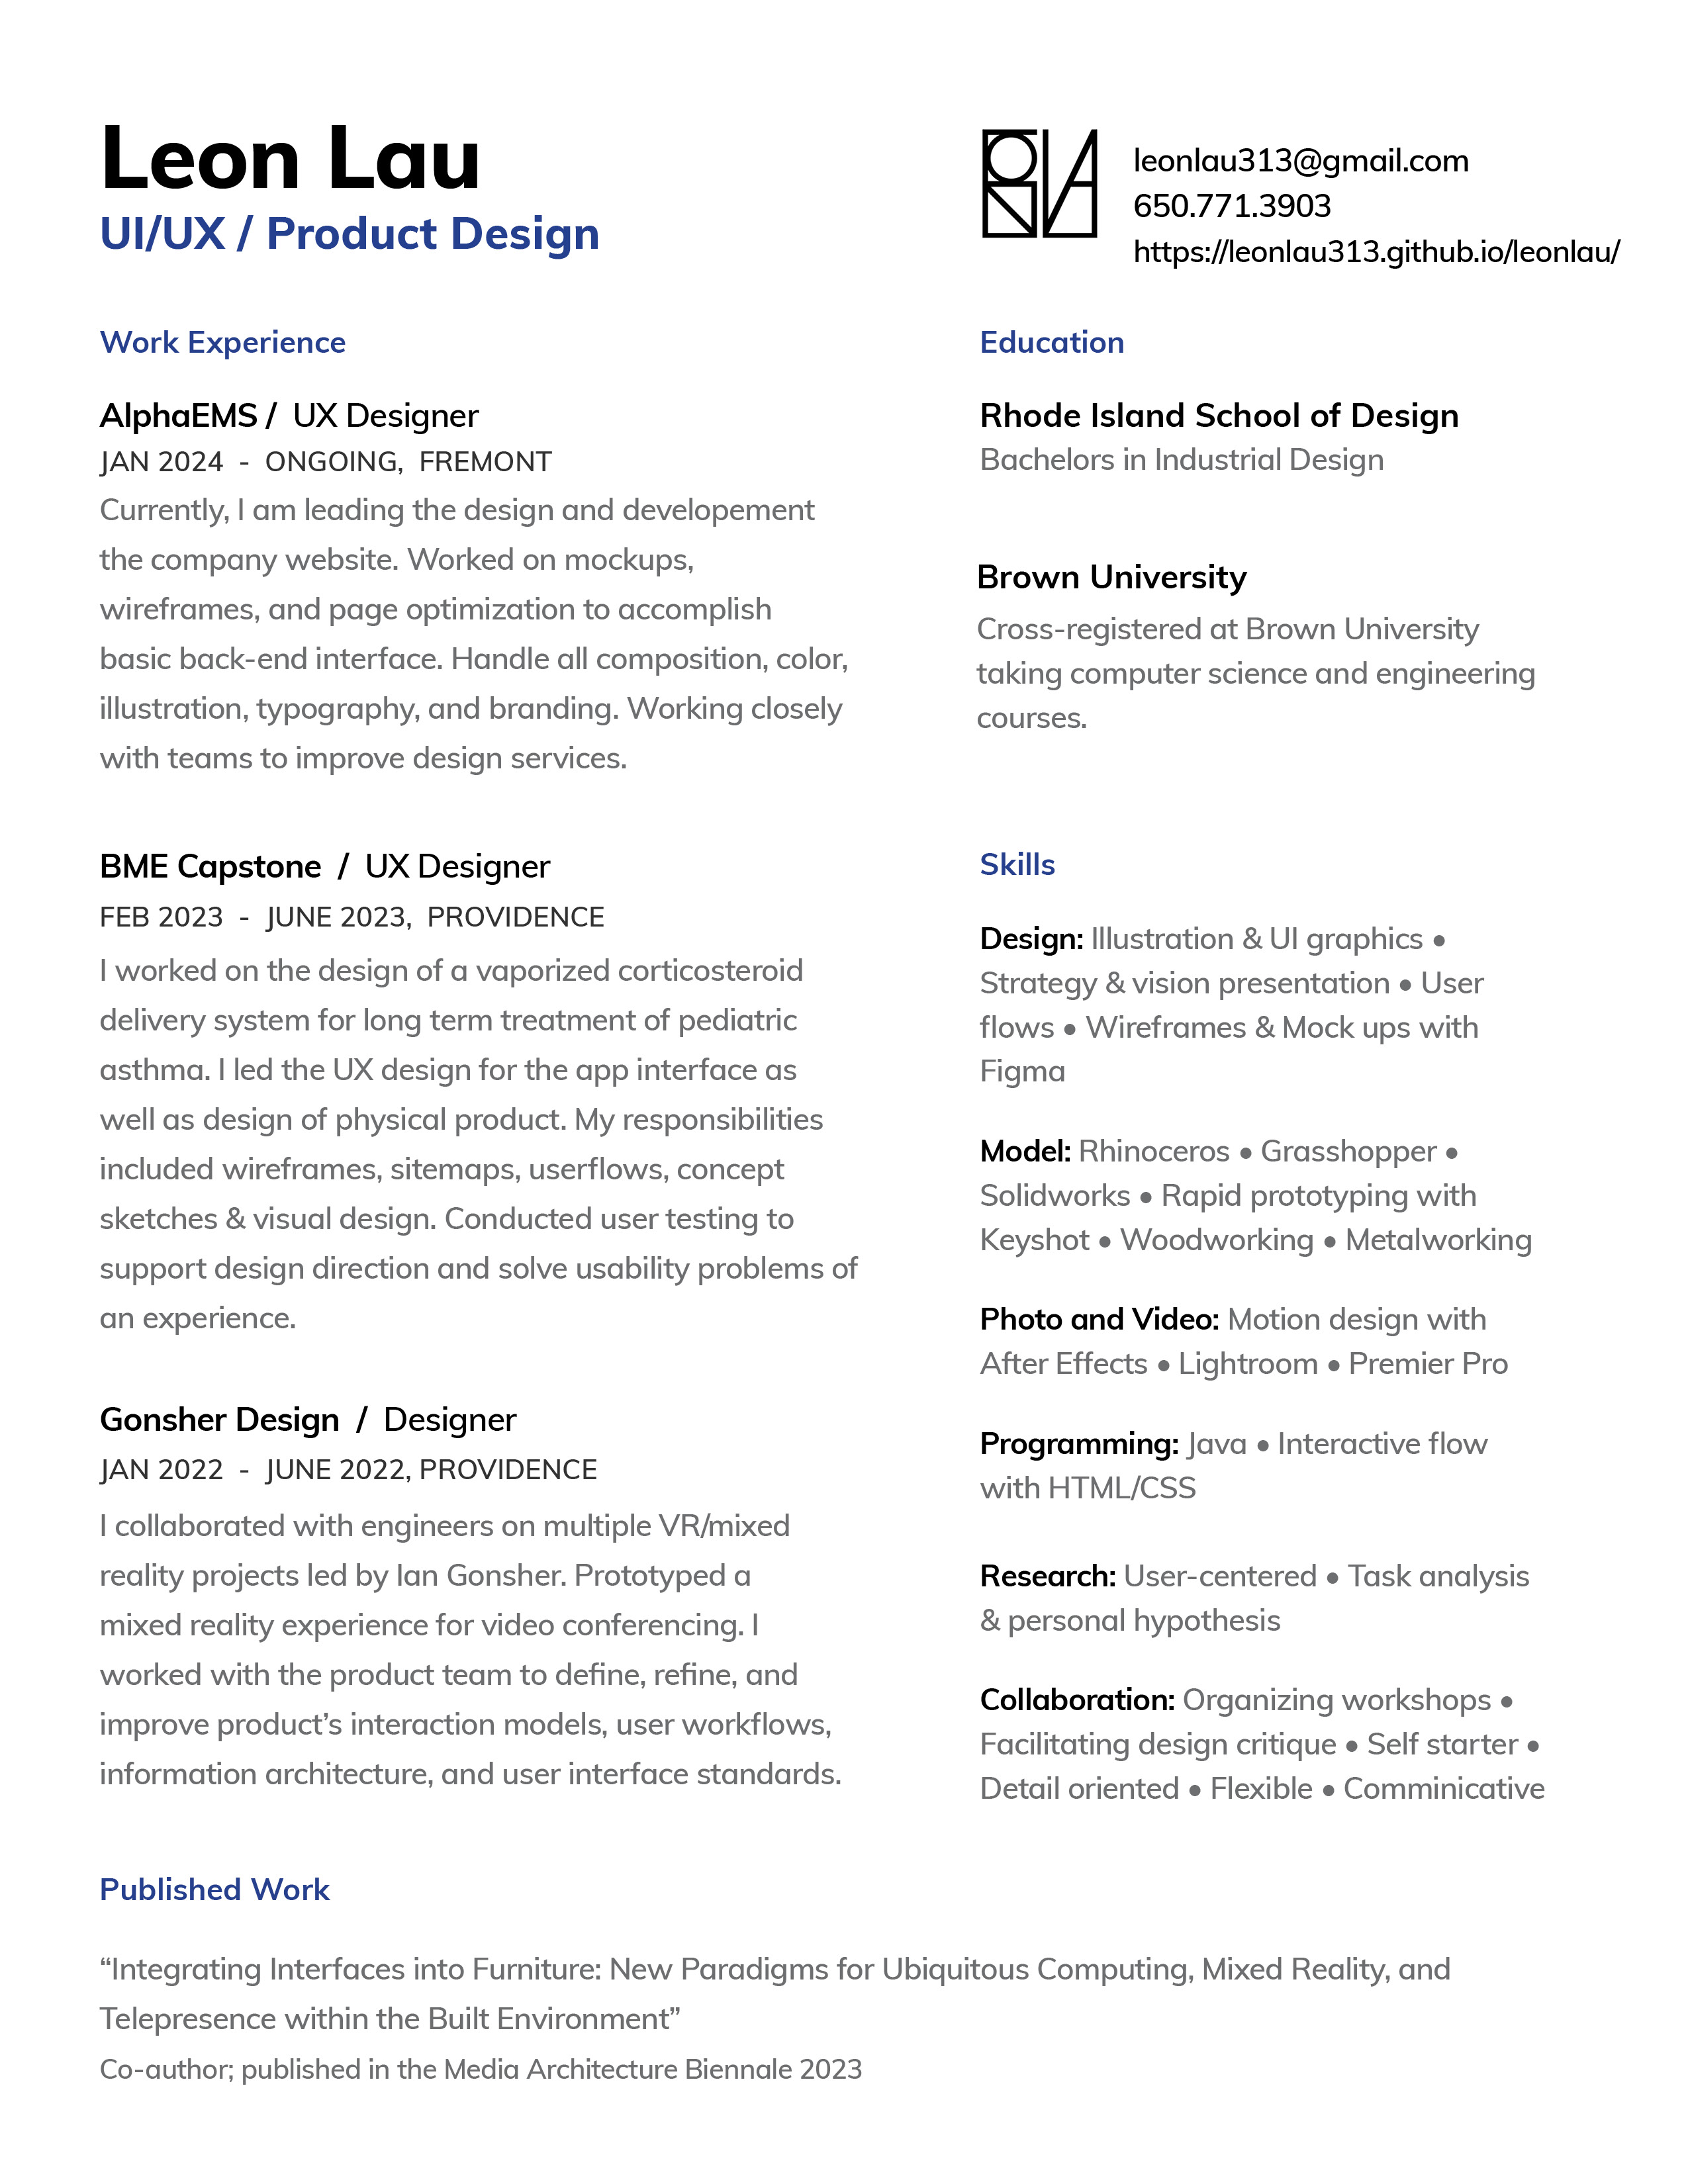 Leon Lau
UI/UX / Product Design
leonlau313@gmail.com
650.771.3903
https://leonlau313.github.io/leonlau/
Work Experience
AlphaEMS / UX Designer
JAN 2024 - ONGOING, FREMONT
Currently, I am leading the design and developement
the company website. Worked on mockups,
wireframes, and page optimization to accomplish
basic back-end interface. Handle all composition, color,
illustration, typography, and branding. Working closely
with teams to improve design services.
BME Capstone / UX Designer
FEB 2023 - JUNE 2023, PROVIDENCE
I worked on the design of a vaporized corticosteroid
delivery system for long term treatment of pediatric
asthma. I led the UX design for the app interface as
well as design of physical product. My responsibilities
included wireframes, sitemaps, userflows, concept
sketches & visual design. Conducted user testing to
support design direction and solve usability problems of
an experience.
Gonsher Design / Designer
JAN 2022 - JUNE 2022, PROVIDENCE
I collaborated with engineers on multiple VR/mixed
reality projects led by Ian Gonsher. Prototyped a
mixed reality experience for video conferencing. I
worked with the product team to define, refine, and
improve product’s interaction models, user workflows,
information architecture, and user interface standards.
Education
Rhode Island School of Design
Bachelors in Industrial Design
Brown University
Cross-registered at Brown University
taking computer science and engineering
courses.
Skills
Design: Illustration & UI graphics •
Strategy & vision presentation • User
flows • Wireframes & Mock ups with
Figma
Model: Rhinoceros • Grasshopper •
Solidworks • Rapid prototyping with
Keyshot • Woodworking • Metalworking
Photo and Video: Motion design with
After Effects • Lightroom • Premier Pro
Programming: Java • Interactive flow
with HTML/CSS
Research: User-centered • Task analysis
& personal hypothesis
Collaboration: Organizing workshops •
Facilitating design critique • Self starter •
Detail oriented • Flexible • Comminicative
Published Work
“Integrating Interfaces into Furniture: New Paradigms for Ubiquitous Computing, Mixed Reality, and
Telepresence within the Built Environment”
Co-author; published in the Media Architecture Biennale 2023